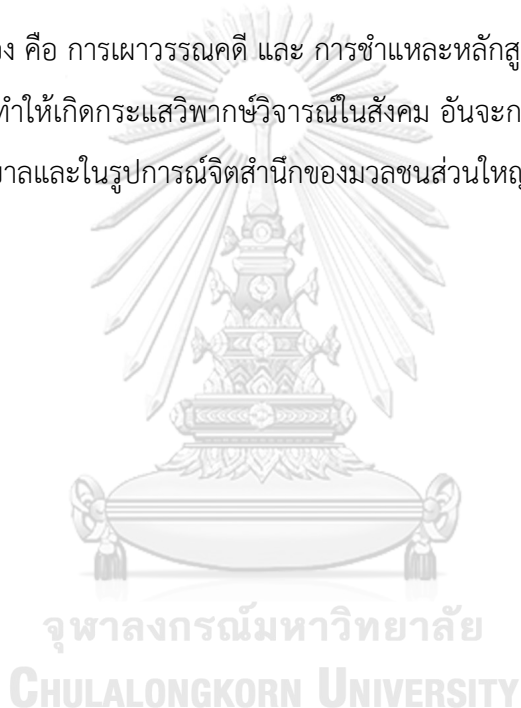 อง คือ การเผาวรรณคดี และ การชำแหละหลักสู
ทำให้เกิดกระแสวิพากษ์วิจารณ์ในสังคม อันจะก
บาลและในรูปการณ์จิตสำนึกของมวลชนส่วนใหญ
จุฬาลงกรณ์มหาวิทยาลัย
CHULALONGKORN UNIVERSITY